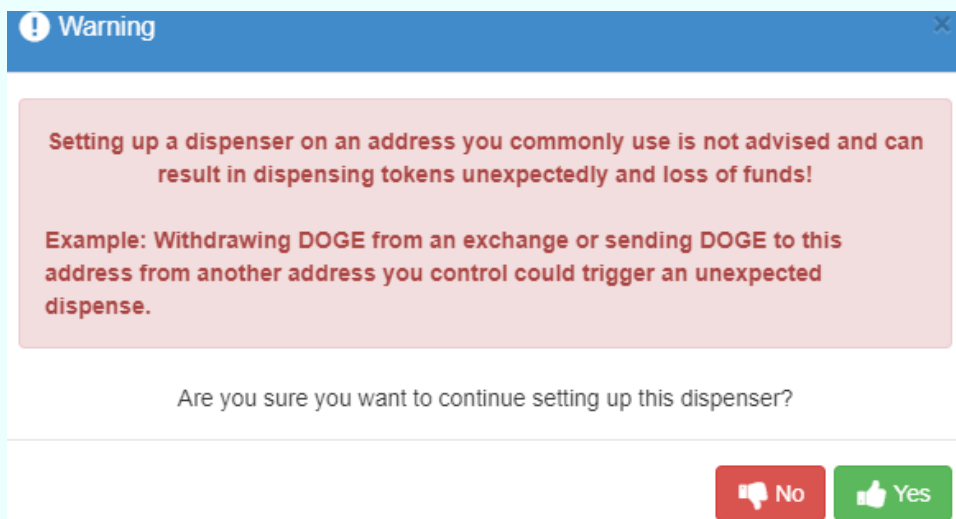 Warning
Setting up a dispenser on an address you commonly use is not advised and can
result in dispensing tokens unexpectedly and loss of funds!
Example: Withdrawing DOGE from an exchange or sending DOGE to this
address from another address you control could trigger an unexpected
dispense.
Are you sure you want to continue setting up this dispenser?
No Yes